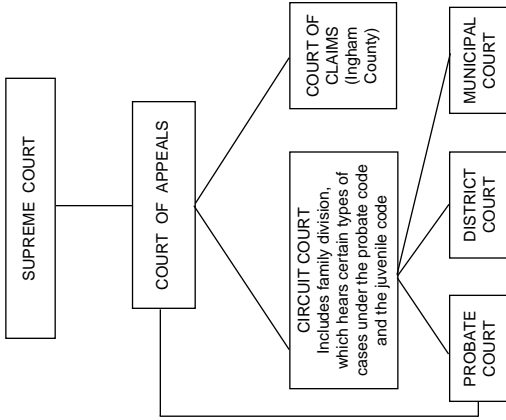 SUPREME COURT
COURT OF APPEALS
CIRCUIT COURT
Includes family division,
which hears certain types of
cases under the probate code
and the juvenile code
COURT OF
CLAIMS
(Ingham
County)
PROBATE
COURT
DISTRICT
COURT
MUNICIPAL
COURT